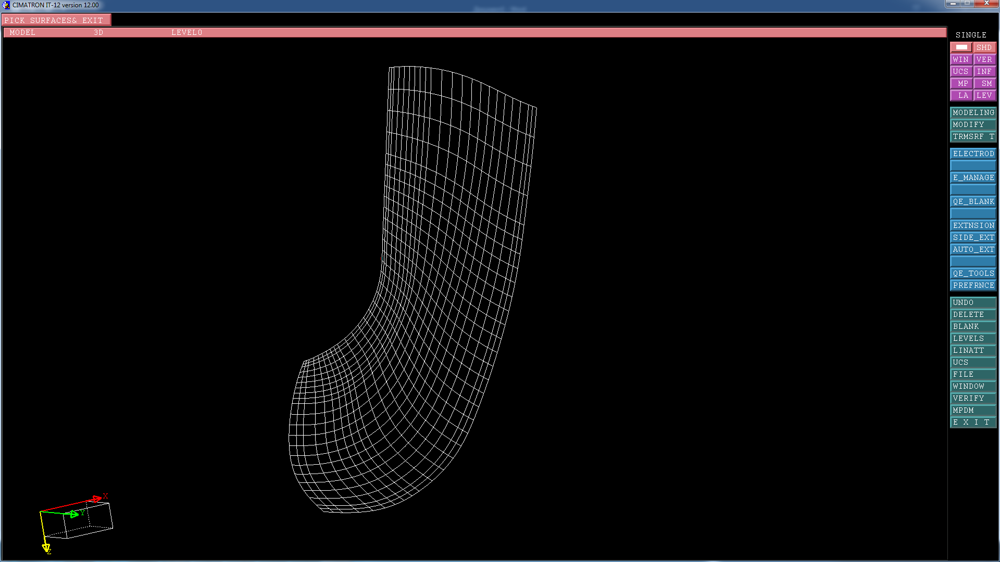 CIMATRON IT-12 version 12.00
PICK SURFACES& EXIT
MODEL 3D LEVEL0
SINGLE
SHD
WIN VER
UCS INF
MP SM
LA LEV
MODELING
MODIFY
TRMSRF T
ELECTROD
E_MANAGE
QE_BLANK
EXTNSION
SIDE_EXT
AUTO_EXT
QE_TOOLS
PREFRNCE
UNDO
DELETE
BLANK
LEVELS
LINATT
UCS
FILE
WINDOW
VERIFY
MPDM
E X I T
X
Y
Z